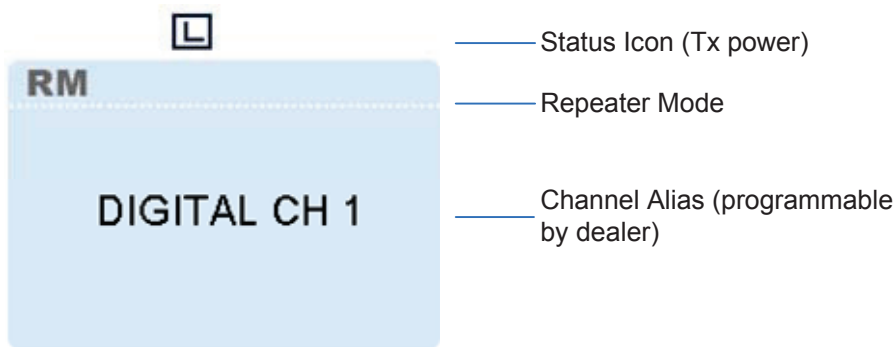 L
Status Icon (Tx power)
RM
Repeater Mode
DIGITAL CH 1
Channel Alias (programmable
by dealer)